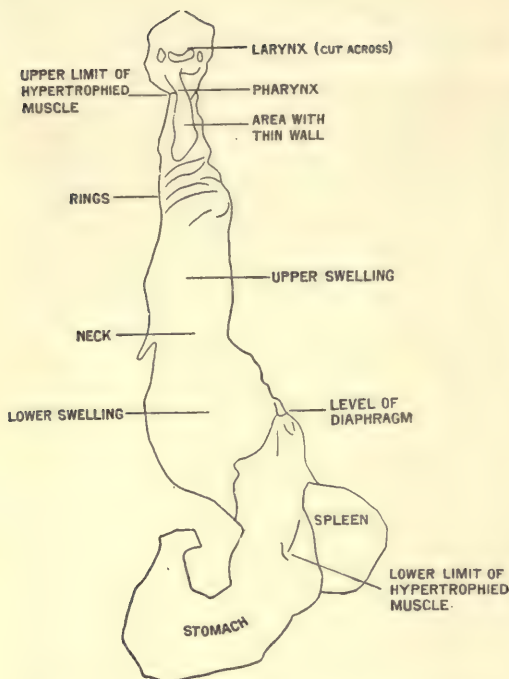 LARYNX (CUT ACROSS)
UPPER LIMIT OF
HYPERTROPHIED
MUSCLE
PHARYNX
AREA WITH
THIN WALL
RINGS
UPPER SWELLING
NECK
LOWER SWELLING
LEVEL OF
DIAPHRAGM
SPLEEN
LOWER LIMIT OF
HYPERTROPHIED
MUSCLE.
STOMACH